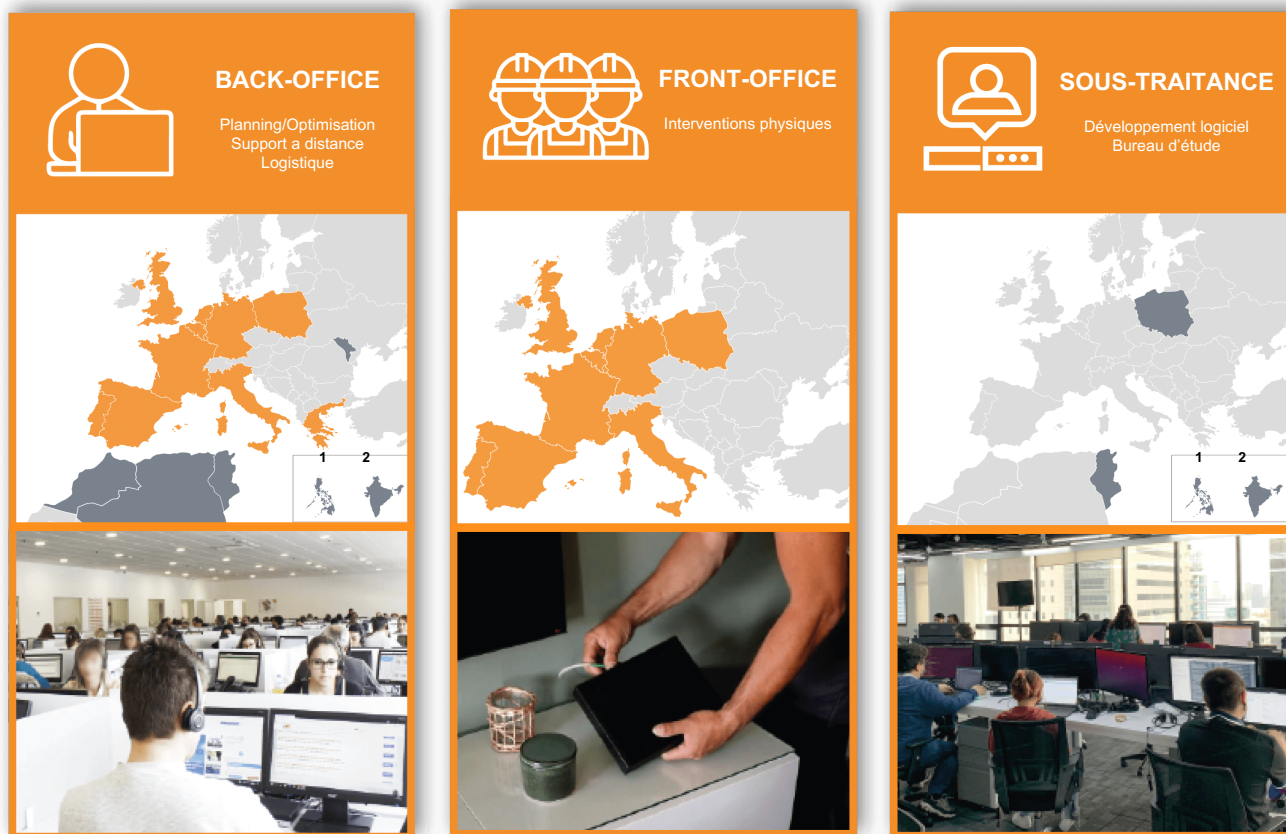 BACK-OFFICE
Planning/Optimisation
Support a distance
Logistique
1 2
FRONT-OFFICE
Interventions physiques
SOUS-TRAITANCE
Développement logiciel
Bureau d'étude
1 2